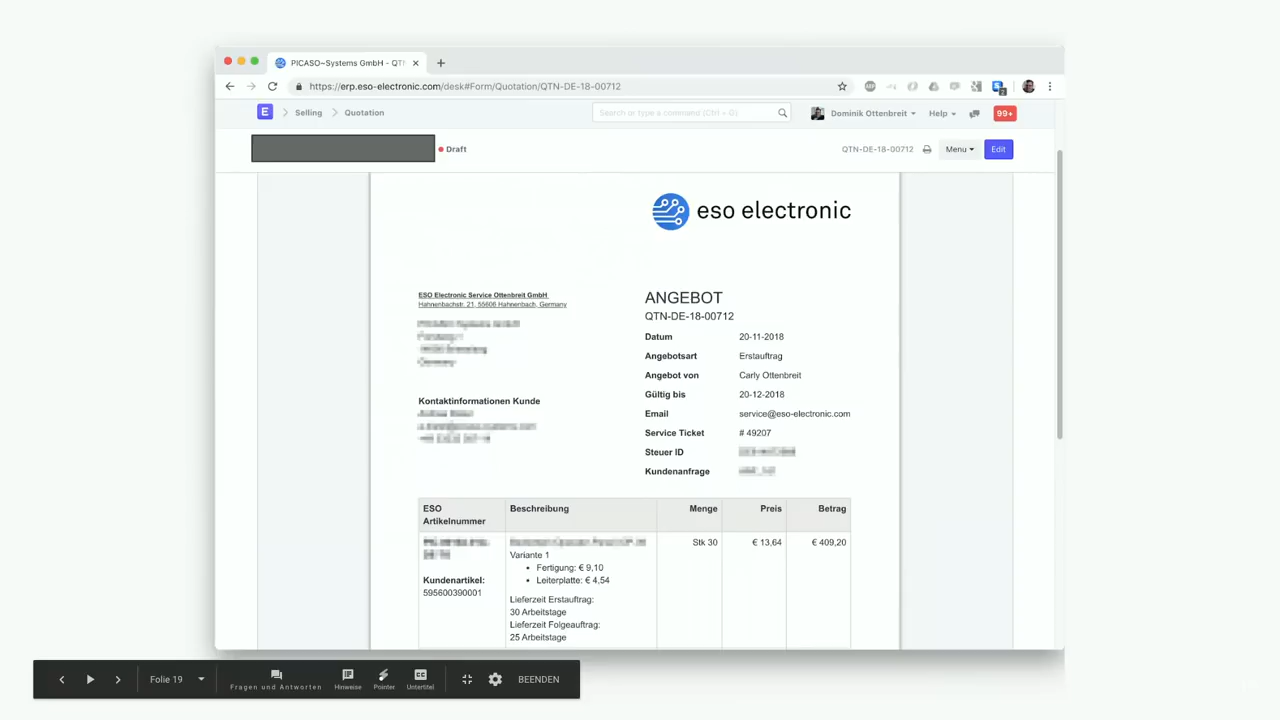 PICASO~Systems GmbH - QT
https://erp.eso-electronic.com/desk#Form/Quotation/QTN-DE-18-00712
E Selling Quotation
Search or type a command (Ctrl + G)
Dominik Ottenbreit Help 99+
Draft
QTN-DE-18-00712 Menu Edit
eso electronic
ESO Electronic Service Ottenbreit GmbH
Hahnenbachstr. 21, 55606 Hahnenbach, Germany
Kontaktinformationen Kunde
ANGEBOT
QTN-DE-18-00712
Datum 20-11-2018
Angebotsart Erstauftrag
Angebot von Carly Ottenbreit
Gültig bis 20-12-2018
Email service@eso-electronic.com
Service Ticket # 49207
Steuer ID
Kundenanfrage
ESO Beschreibung Menge Preis Betrag
Artikelnummer
Stk 30 € 13,64 € 409,20
Variante 1
• Fertigung: € 9,10
• Leiterplatte: € 4,54
Kundenartikel:
595600390001
Lieferzeit Erstauftrag:
30 Arbeitstage
Lieferzeit Folgeauftrag:
25 Arbeitstage
Folie 19
Fragen und Antworten Hinweise Pointer Untertitel
BEENDEN